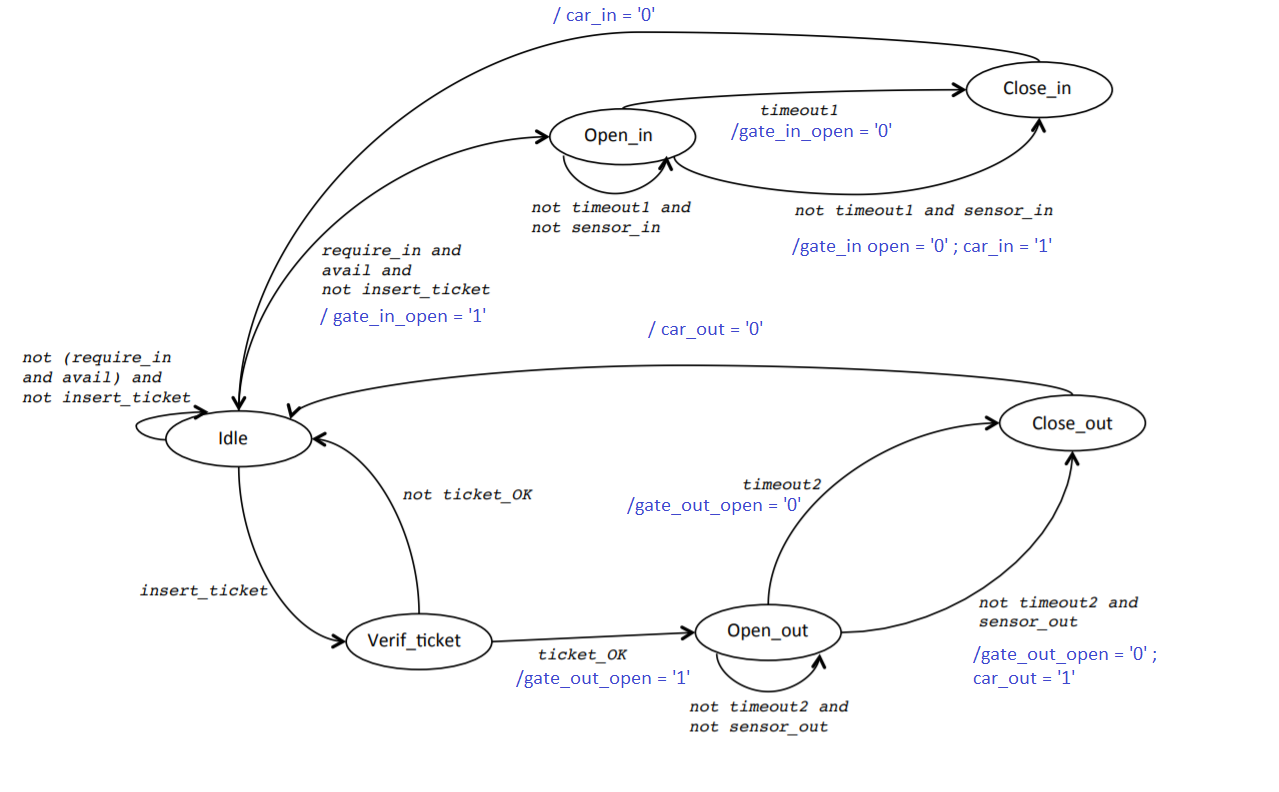 / car_in = '0'
Close_in
timeout1
/gate_in_open = '0'
Open_in
not timeout1 and
not sensor_in
not timeout1 and sensor_in
/gate_in open = '0' ; car_in = '1'
require_in and
avail and
not insert_ticket
/ gate_in_open = '1'
/ car_out = '0'
not (require_in
and avail) and
not insert_ticket
Idle
Close_out
not ticket_OK
timeout2
/gate_out_open = '0'
insert_ticket
Verif_ticket
ticket_OK
/gate_out_open = '1'
Open_out
not timeout2 and
sensor_out
/gate_out_open = '0' ;
car_out = '1'
not timeout2 and
not sensor_out